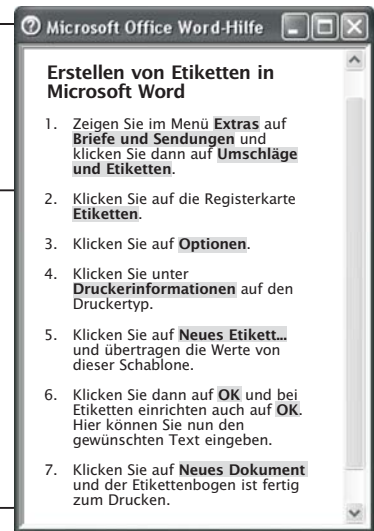 Microsoft Office Word-Hilfe
Erstellen von Etiketten in
Microsoft Word
1. Zeigen Sie im Menü Extras auf
Briefe und Sendungen und
klicken Sie dann auf Umschläge
und Etiketten.
2. Klicken Sie auf die Registerkarte
Etiketten.
3. Klicken Sie auf Optionen.
4. Klicken Sie unter
Druckerinformationen auf den
Druckertyp.
5. Klicken Sie auf Neues Etikett...
und übertragen die Werte von
dieser Schablone.
6. Klicken Sie dann auf OK und bei
Etiketten einrichten auch auf OK.
Hier können Sie nun den
gewünschten Text eingeben.
7. Klicken Sie auf Neues Dokument
und der Etikettenbogen ist fertig
zum Drucken.